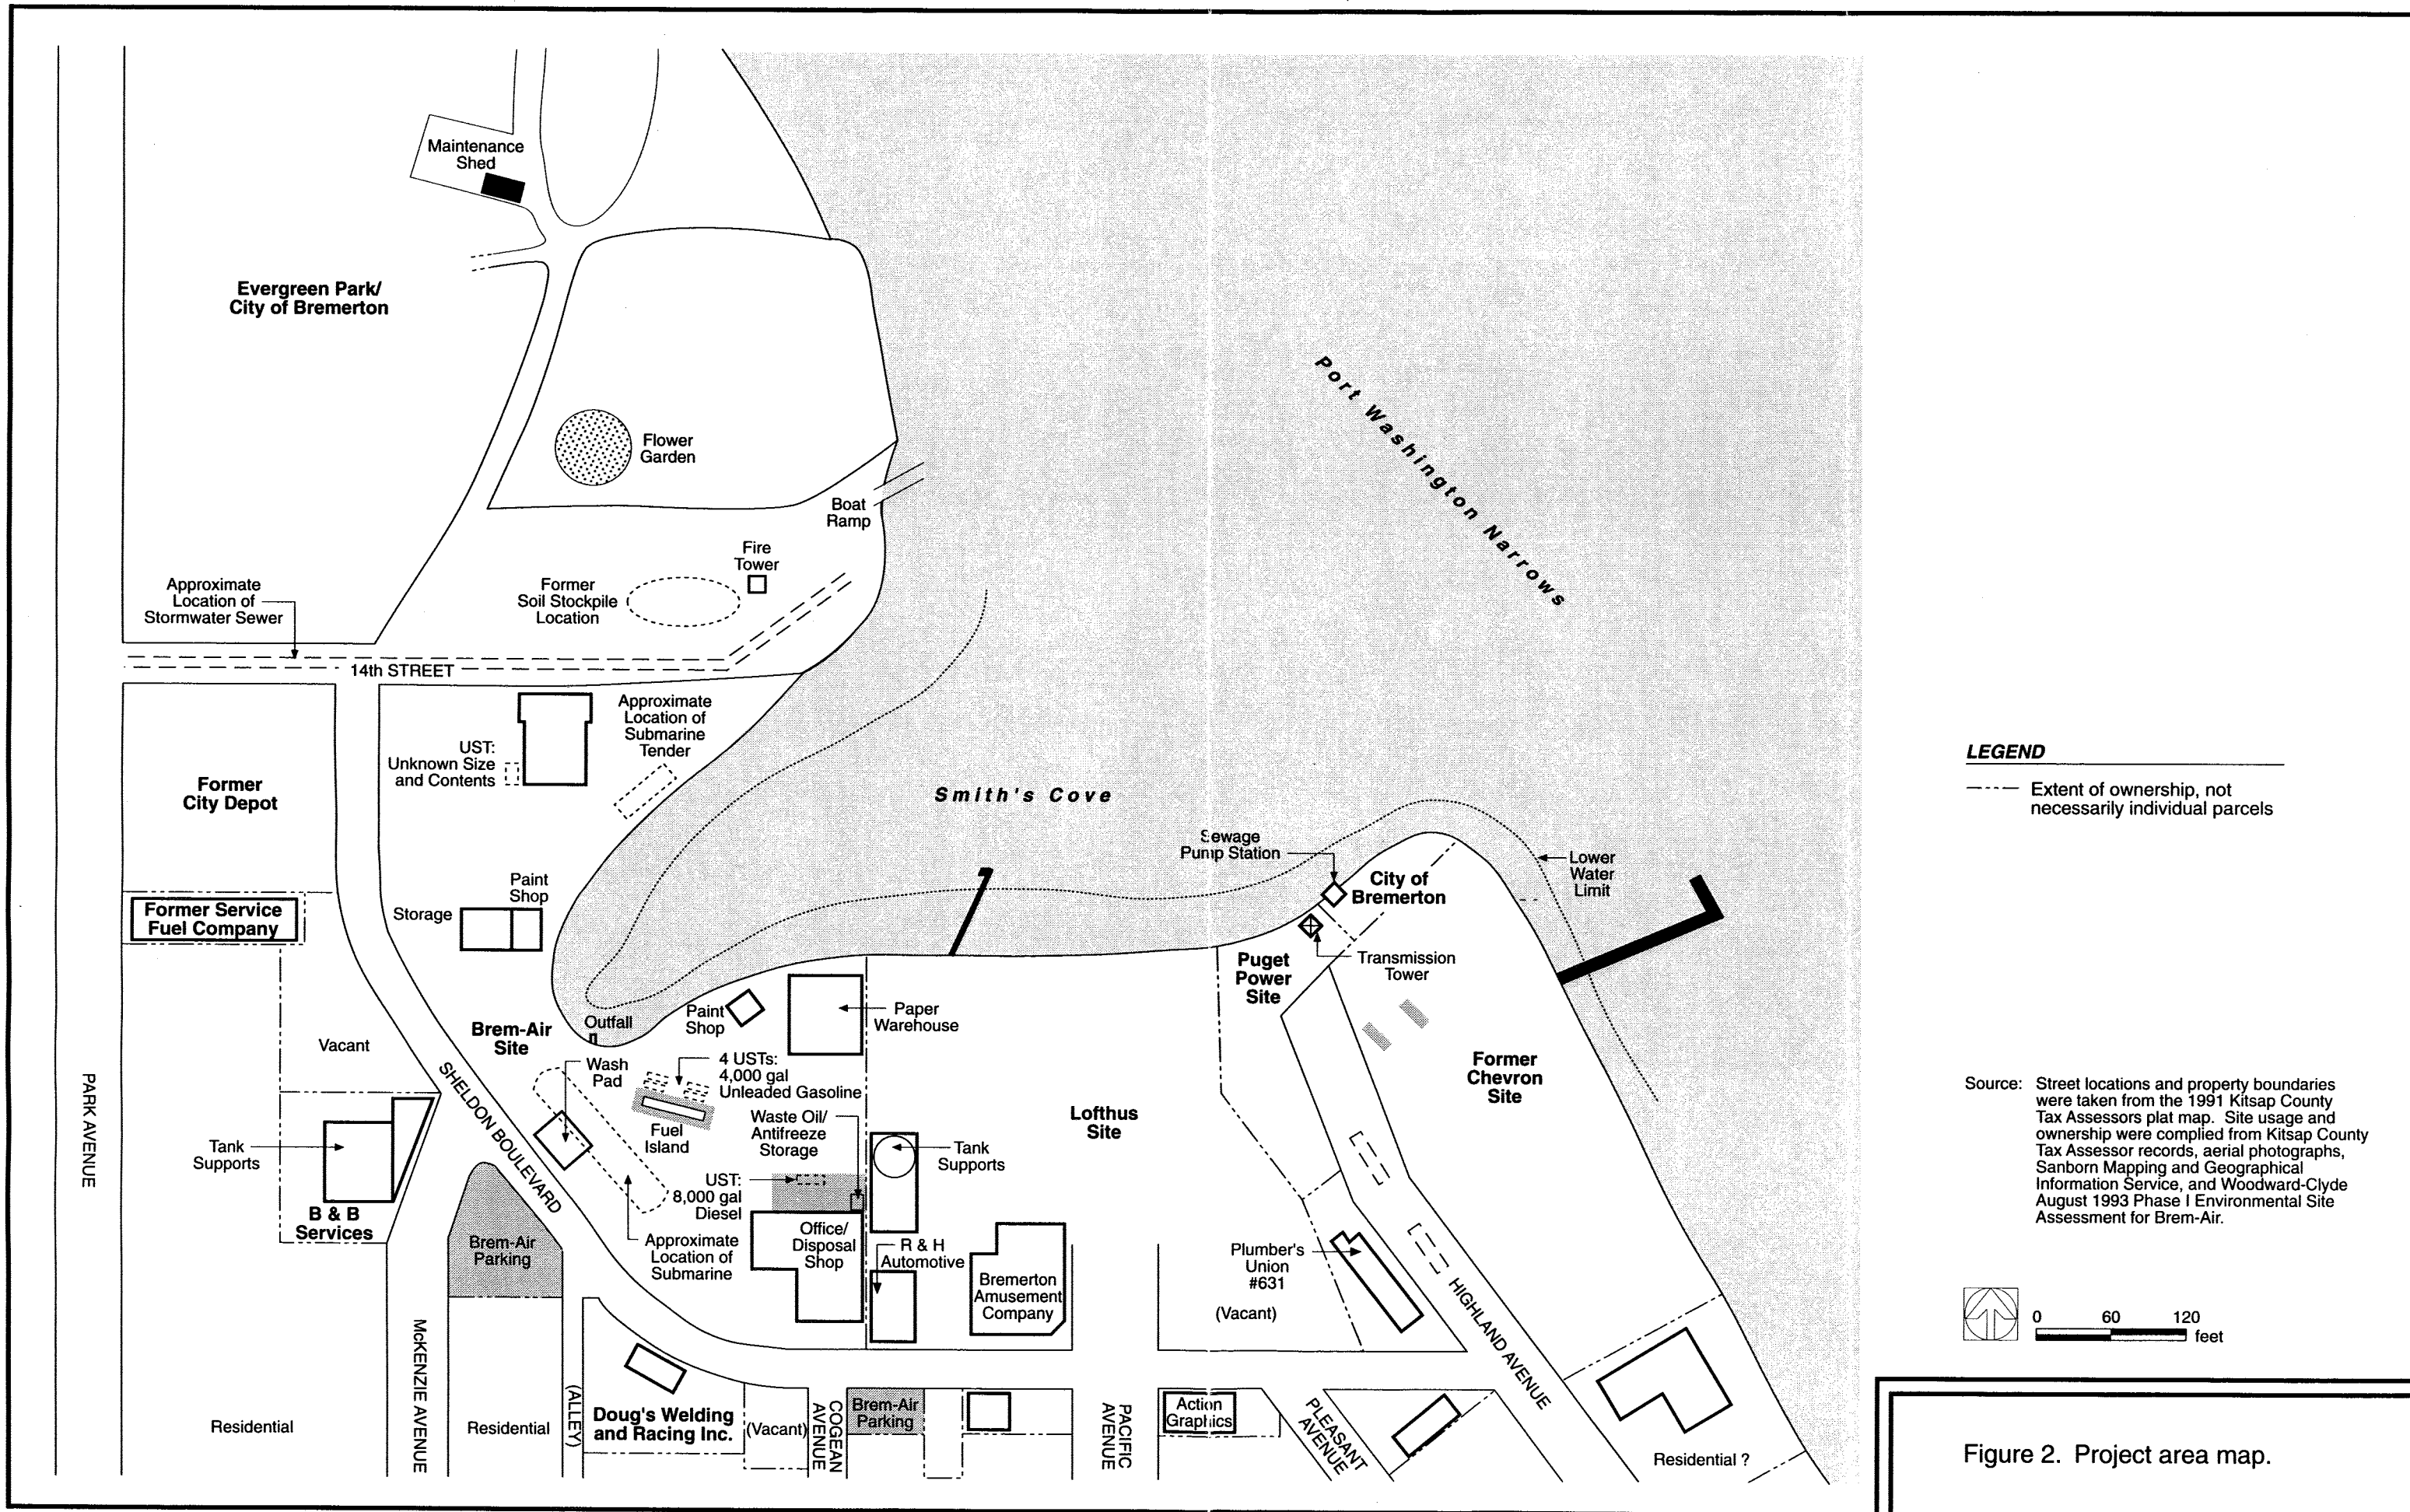 Maintenance
Shed
Evergreen Park/
City of Bremerton
Port Washington Narrows
Flower
Garden
Boat
Ramp
Fire
Tower
Former
Soil Stockpile
Location
Approximate
Location of
Stormwater Sewer
14th STREET
Approximate
Location of
Submarine
Tender
UST:
Unknown Size
and Contents
Former
City Depot
Smith's Cove
Sewage
Pump Station
City of
Bremerton
Lower
Water
Limit
Paint
Shop
Storage
Former Service
Fuel Company
Puget
Power
Site
Transmission
Tower
Paint
Shop
Paper
Warehouse
Outfall
Brem-Air
Site
Vacant
Wash
Pad
4 USTs:
4,000 gal
Unleaded Gasoline
Former
Chevron
Site
PARK AVENUE
SHELDON BOULEVARD
Fuel
Island
Waste Oil/
Antifreeze
Storage
Lofthus
Site
Tank
Supports
Tank
Supports
UST:
8,000 gal
Diesel
B & B
Services
Brem-Air
Parking
Approximate
Location of
Submarine
Office/
Disposal
Shop
R & H
Automotive
Bremerton
Amusement
Company
Plumber's
Union
#631
(Vacant)
HIGHLAND AVENUE
McKENZIE AVENUE
Residential
Residential
(ALLEY)
Doug's Welding
and Racing Inc.
(Vacant)
COGEAN
AVENUE
Brem-Air
Parking
PACIFIC
AVENUE
Action
Graphics
PLEASANT
AVENUE
Residential ?
LEGEND
Extent of ownership, not
necessarily individual parcels
Source: Street locations and property boundaries
were taken from the 1991 Kitsap County
Tax Assessors plat map. Site usage and
ownership were complied from Kitsap County
Tax Assessor records, aerial photographs,
Sanborn Mapping and Geographical
Information Service, and Woodward-Clyde
August 1993 Phase I Environmental Site
Assessment for Brem-Air.
0 60 120
feet
Figure 2. Project area map.